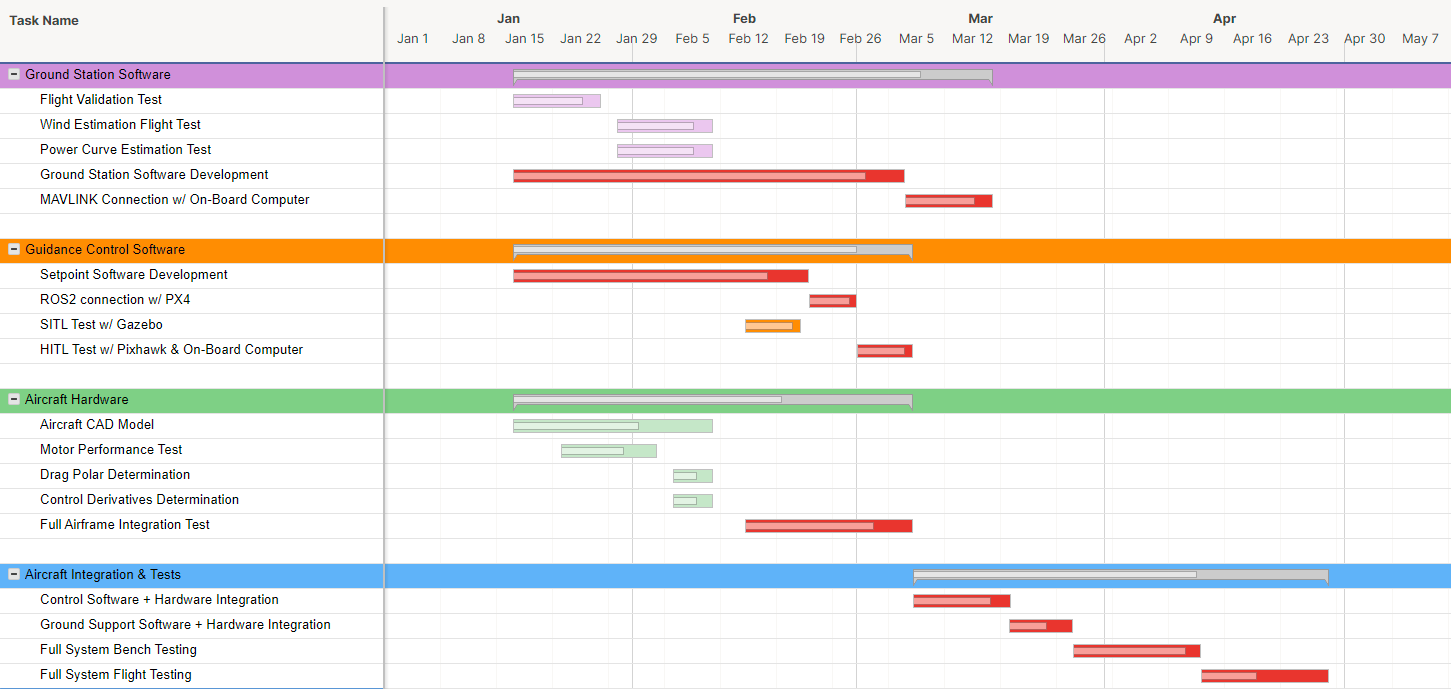 Task Name
Jan Feb Mar Apr
Jan 1 Jan 8 Jan 15 Jan 22 Jan 29 Feb 5 Feb 12 Feb 19 Feb 26 Mar 5 Mar 12 Mar 19 Mar 26 Apr 2 Apr 9 Apr 16 Apr 23 Apr 30 May 7
Ground Station Software
Flight Validation Test
Wind Estimation Flight Test
Power Curve Estimation Test
Ground Station Software Development
MAVLINK Connection w/ On-Board Computer
Guidance Control Software
Setpoint Software Development
ROS2 connection w/ PX4
SITL Test w/ Gazebo
HITL Test w/ Pixhawk & On-Board Computer
Aircraft Hardware
Aircraft CAD Model
Motor Performance Test
Drag Polar Determination
Control Derivatives Determination
Full Airframe Integration Test
Aircraft Integration & Tests
Control Software + Hardware Integration
Ground Support Software + Hardware Integration
Full System Bench Testing
Full System Flight Testing